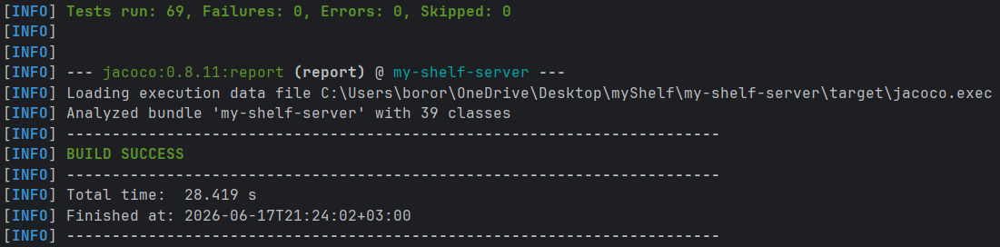 [INFO] Tests run: 69, Failures: 0, Errors: 0, Skipped: 0
[INFO]
[INFO]
[INFO] --- jacoco:0.8.11:report (report) @ my-shelf-server ---
[INFO] Loading execution data file C:\Users\boror\OneDrive\Desktop\myShelf\my-shelf-server\target\jacoco.exec
[INFO] Analyzed bundle 'my-shelf-server' with 39 classes
[INFO] ------------------------------------------------------------------------
[INFO] BUILD SUCCESS
[INFO] ------------------------------------------------------------------------
[INFO] Total time:  28.419 s
[INFO] Finished at: 2026-06-17T21:24:02+03:00
[INFO] ------------------------------------------------------------------------